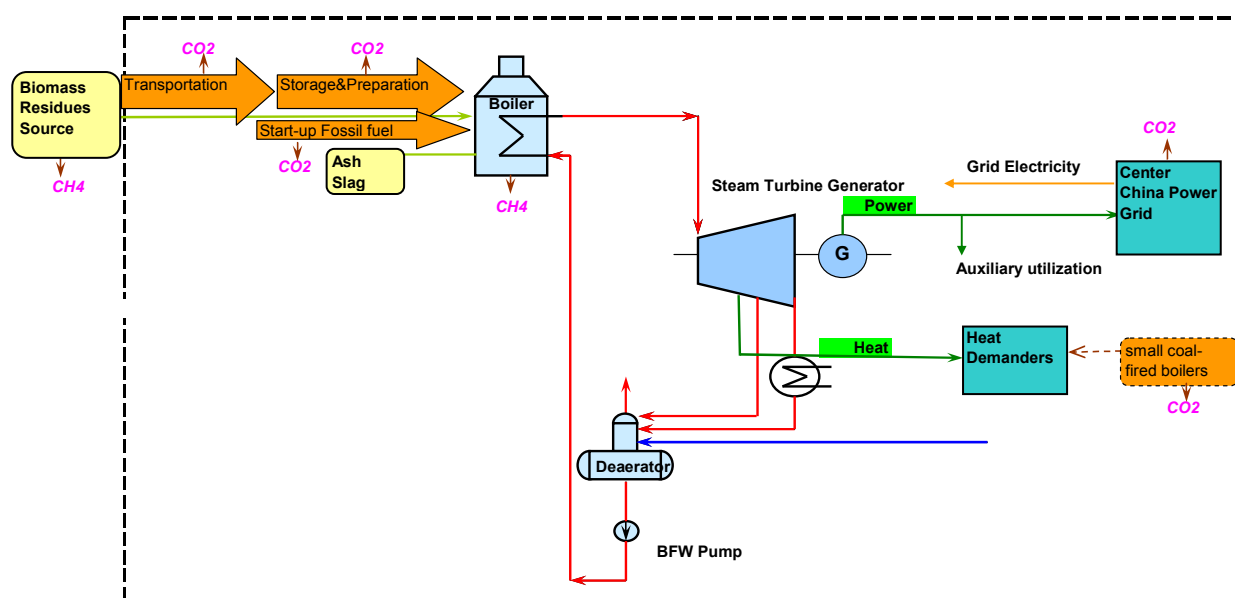 CO2
CO2
Biomass
Residues
Source
Transportation
Storage&Preparation
Boiler
Start-up Fossil fuel
CO2
Ash
Slag
CH4
CH4
CO2
Grid Electricity
Center
China Power
Grid
Steam Turbine Generator
Power
G
Auxiliary utilization
Heat
Heat
Demanders
small coal-
fired boilers
CO2
Deaerator
BFW Pump